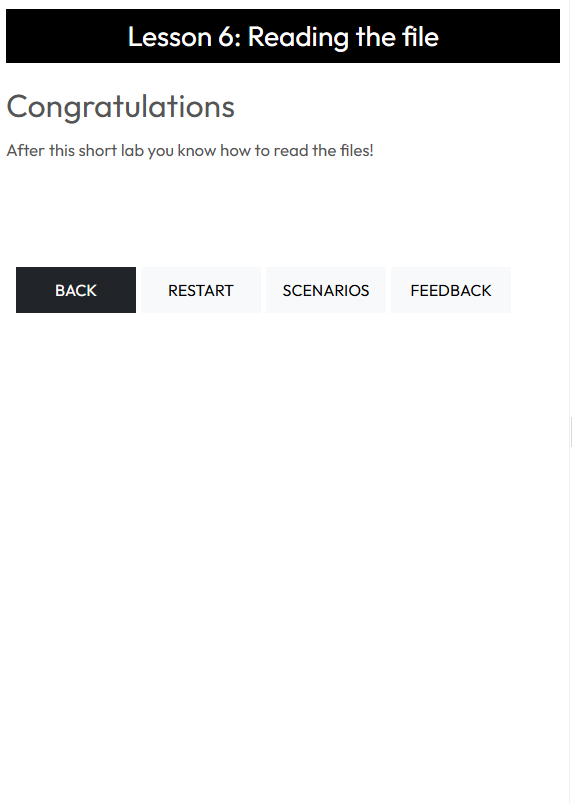 Lesson 6: Reading the file
Congratulations
After this short lab you know how to read the files!
BACK RESTART SCENARIOS FEEDBACK